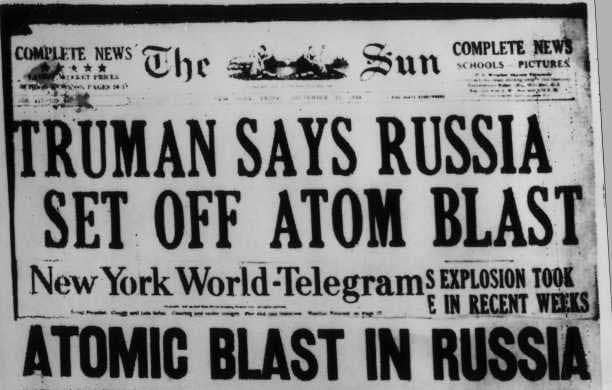 COMPLETE NEWS
The Sun
COMPLETE NEWS
SCHOOLS PICTURES
TRUMAN SAYS RUSSIA
SET OFF ATOM BLAST
New York World-Telegram
S EXPLOSION TOOK
E IN RECENT WEEKS
ATOMIC BLAST IN RUSSIA